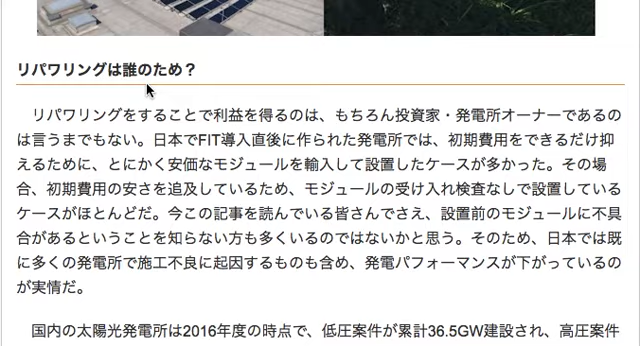 リパワリングは誰のため？
リパワリングをすることで利益を得るのは、もちろん投資家・発電所オーナーであるの
は言うまでもない。日本でFIT導入直後に作られた発電所では、初期費用をできるだけ抑
えるために、とにかく安価なモジュールを輸入して設置したケースが多かった。その場
合、初期費用の安さを追及しているため、モジュールの受け入れ検査なしで設置している
ケースがほとんどだ。今この記事を読んでいる皆さんでさえ、設置前のモジュールに不具
合があるということを知らない方も多くいるのではないかと思う。そのため、日本では既
に多くの発電所で施工不良に起因するものも含め、発電パフォーマンスが下がっているの
が実情だ。
国内の太陽光発電所は2016年度の時点で、低圧案件が累計36.5GW建設され、高圧案件